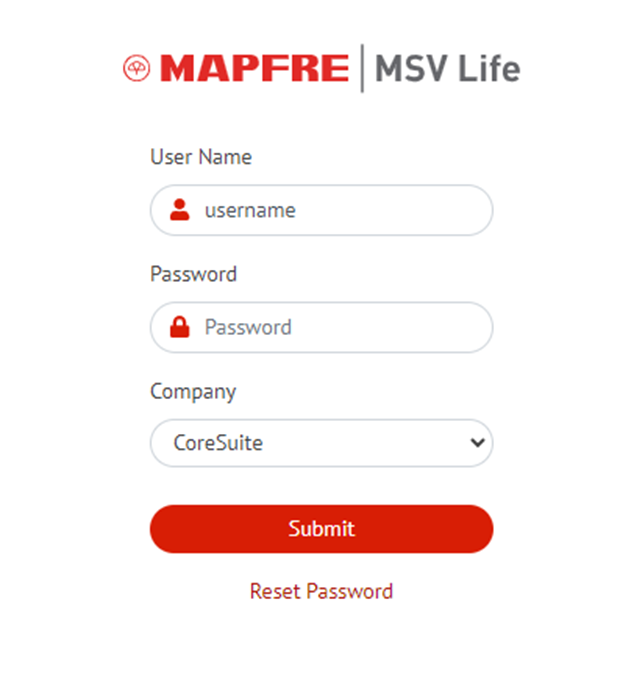 MAPFRE | MSV Life
User Name
username
Password
Password
Company
CoreSuite
Submit
Reset Password